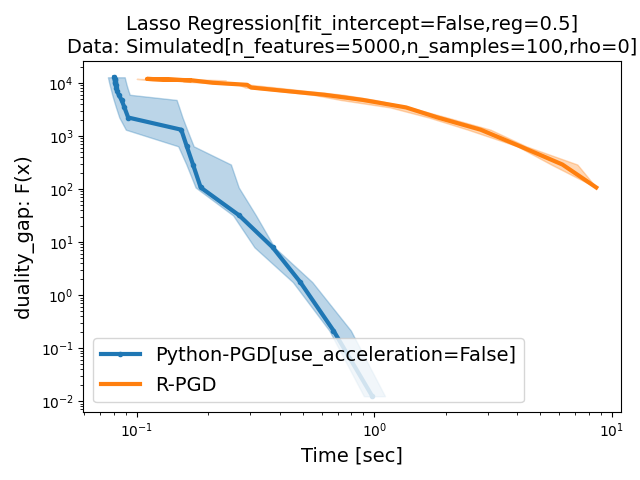 Lasso Regression[fit_intercept=False,reg=0.5]
Data: Simulated[n_features=5000,n_samples=100,rho=0]
duality_gap: F(x)
10⁴
10³
10²
10¹
10⁰
10⁻¹
10⁻²
Python-PGD[use_acceleration=False]
R-PGD
10⁻¹ 10⁰ 10¹
Time [sec]